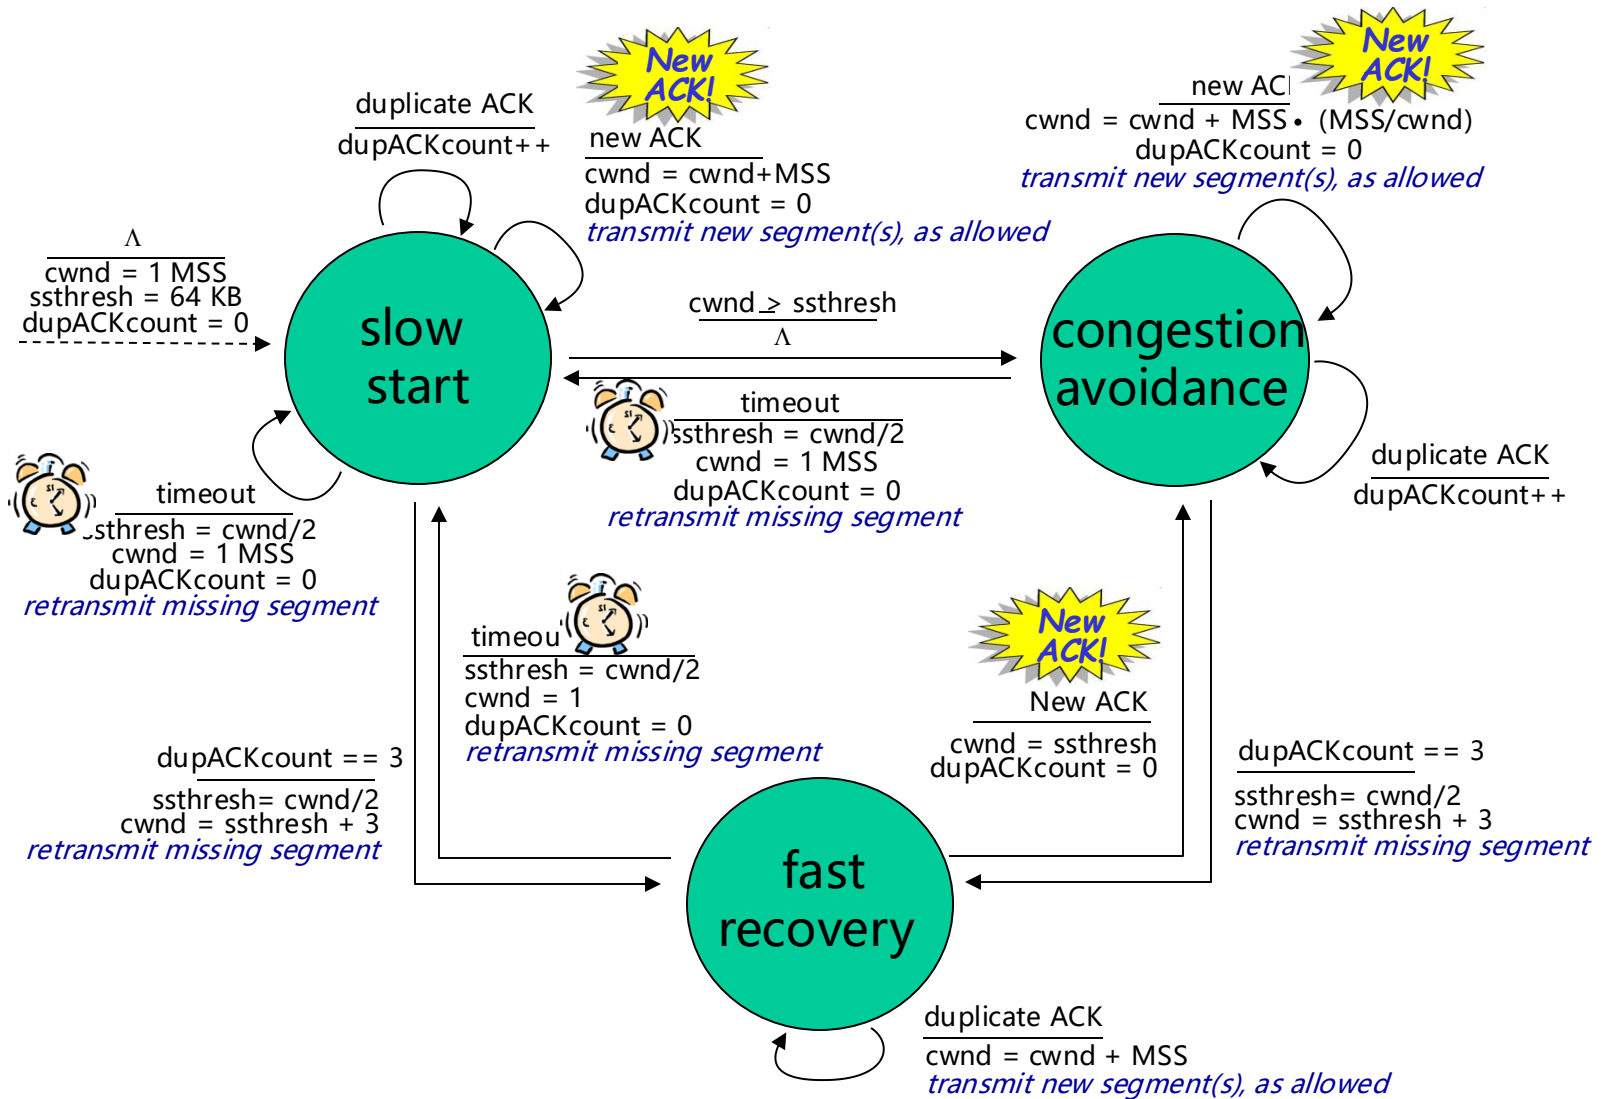 New
ACK!
new ACK
cwnd = cwnd+MSS
dupACKcount = 0
transmit new segment(s), as allowed
duplicate ACK
dupACKcount++
New
ACK!
new AC
cwnd = cwnd + MSS • (MSS/cwnd)
dupACKcount = 0
transmit new segment(s), as allowed
Λ
cwnd = 1 MSS
ssthresh = 64 KB
dupACKcount = 0
slow
start
cwnd > ssthresh
Λ
congestion
avoidance
timeout
ssthresh = cwnd/2
cwnd = 1 MSS
dupACKcount = 0
retransmit missing segment
duplicate ACK
dupACKcount++
timeout
ssthresh = cwnd/2
cwnd = 1 MSS
dupACKcount = 0
retransmit missing segment
timeou
ssthresh = cwnd/2
cwnd = 1
dupACKcount = 0
retransmit missing segment
New
ACK!
New ACK
cwnd = ssthresh
dupACKcount = 0
dupACKcount == 3
ssthresh= cwnd/2
cwnd = ssthresh + 3
retransmit missing segment
dupACKcount == 3
ssthresh= cwnd/2
cwnd = ssthresh + 3
retransmit missing segment
fast
recovery
duplicate ACK
cwnd = cwnd + MSS
transmit new segment(s), as allowed